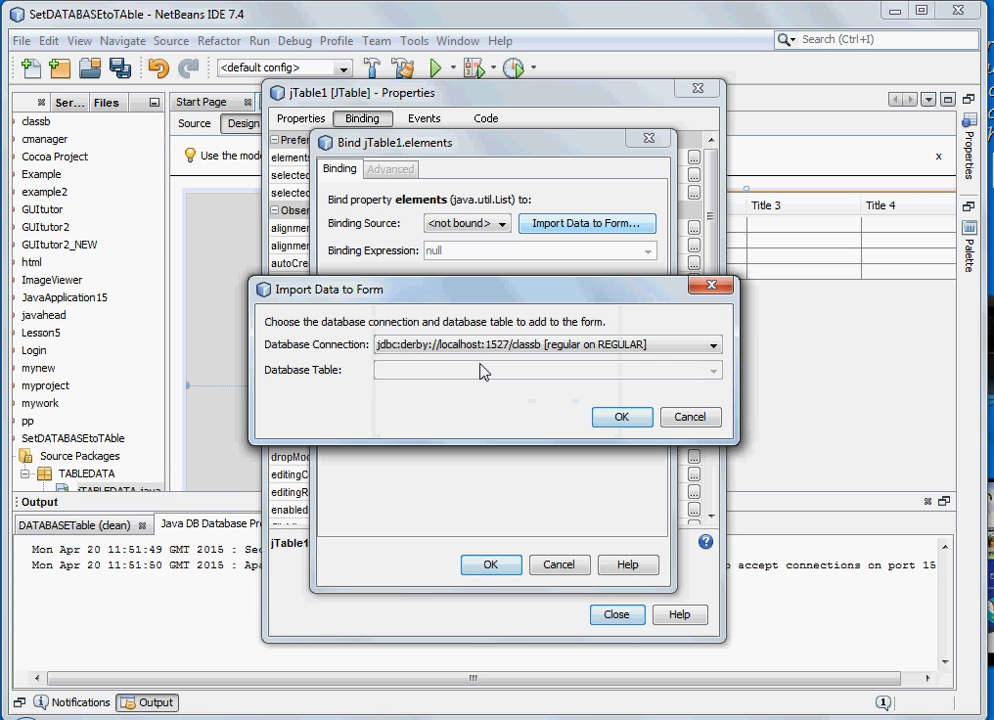 SetDATABASEtoTAble - NetBeans IDE 7.4
File Edit View Navigate Source Refactor Run Debug Profile Team Tools Window Help
Search (Ctrl+I)
<default config>
Ser... Files
Start Page
Source Design
Use the mode
classb
cmanager
Cocoa Project
Example
example2
GUItutor
GUItutor2
GUItutor2_NEW
html
ImageViewer
JavaApplication15
javahead
Lesson5
Login
mynew
myproject
mywork
pp
SetDATABASEtoTAble
Source Packages
TABLEDATA
jTABLEDATA.java
jTable1 [JTable] - Properties
Properties Binding Events Code
elements
selected
selected
alignme
alignme
autoCre
Bind jTable1.elements
Binding Advanced
Bind property elements (java.util.List) to:
Binding Source: <not bound> Import Data to Form...
Binding Expression: null
Import Data to Form
Choose the database connection and database table to add to the form.
Database Connection: jdbc:derby://localhost:1527/classb [regular on REGULAR]
Database Table:
OK Cancel
dropMo
editingC
editingR
enabled
jTable1
OK Cancel Help
Close Help
Title 3 Title 4
Properties
Palette
Output
DATABASETable (clean) Java DB Database Pr
Mon Apr 20 11:51:49 GMT 2015 : Se
Mon Apr 20 11:51:50 GMT 2015 : Apa
o accept connections on port 15
Notifications Output
1